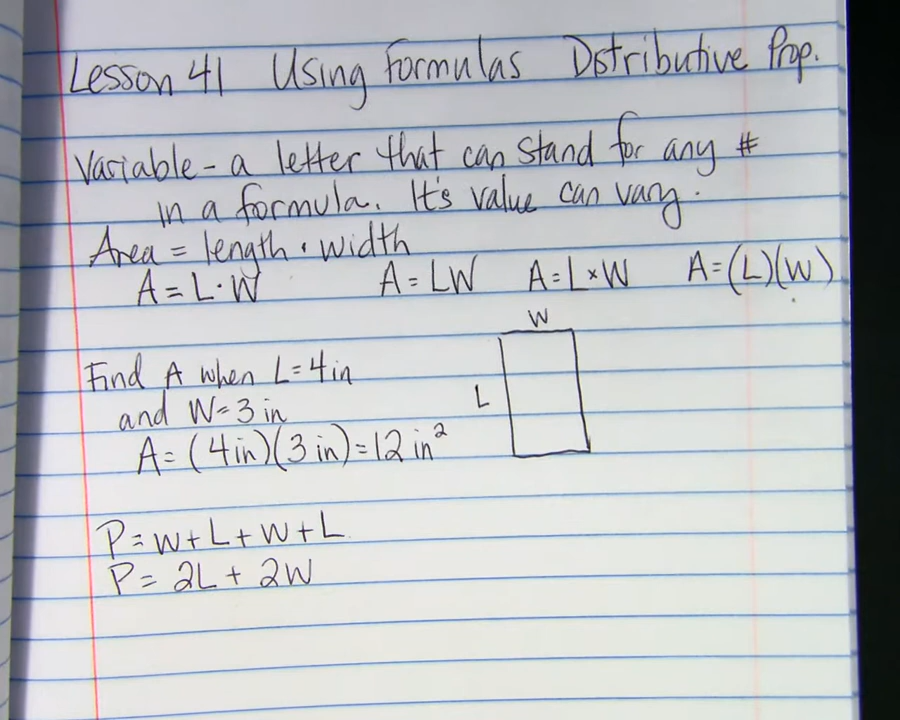 Lesson 41 Using Formulas Dstributive Prop.
Variable - a letter that can stand for any #
in a formula. It's value can vary.
Area = length · width
A = L · W A = LW A = L × W A = (L)(W)
W
L
Find A when L = 4 in
and W = 3 in
A = (4 in)(3 in) = 12 in²
P = W + L + W + L
P = 2L + 2W